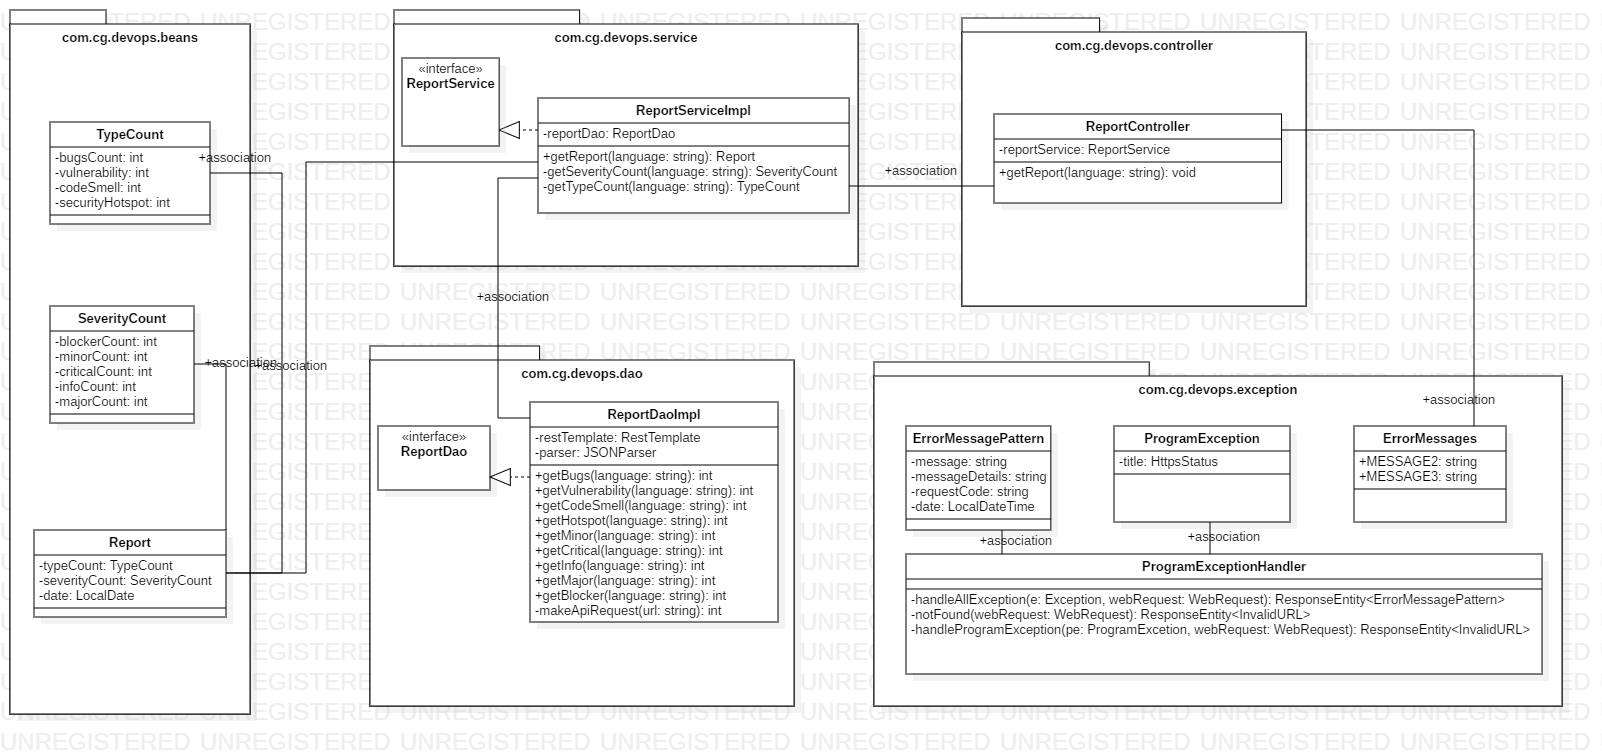 com.cg.devops.beans
TypeCount
-bugsCount: int
-vulnerability: int
-codeSmell: int
-securityHotspot: int
+association
SeverityCount
-blockerCount: int
-minorCount: int
-criticalCount: int
-infoCount: int
-majorCount: int
+association
+association
Report
-typeCount: TypeCount
-severityCount: SeverityCount
-date: LocalDate
com.cg.devops.service
«interface»
ReportService
ReportServiceImpl
-reportDao: ReportDao
+getReport(language: string): Report
-getSeverityCount(language: string): SeverityCount
-getTypeCount(language: string): TypeCount
+association
+association
com.cg.devops.controller
ReportController
-reportService: ReportService
+getReport(language: string): void
com.cg.devops.dao
«interface»
ReportDao
ReportDaoImpl
-restTemplate: RestTemplate
-parser: JSONParser
+getBugs(language: string): int
+getVulnerability(language: string): int
+getCodeSmell(language: string): int
+getHotspot(language: string): int
+getMinor(language: string): int
+getCritical(language: string): int
+getInfo(language: string): int
+getMajor(language: string): int
+getBlocker(language: string): int
-makeApiRequest(url: string): int
com.cg.devops.exception
+association
ErrorMessagePattern
-message: string
-messageDetails: string
-requestCode: string
-date: LocalDateTime
ProgramException
-title: HttpsStatus
ErrorMessages
+MESSAGE2: string
+MESSAGE3: string
+association
+association
ProgramExceptionHandler
-handleAllException(e: Exception, webRequest: WebRequest): ResponseEntity<ErrorMessagePattern>
-notFound(webRequest: WebRequest): ResponseEntity<InvalidURL>
-handleProgramException(pe: ProgramExcetion, webRequest: WebRequest): ResponseEntity<InvalidURL>
UNREGISTERED UNREGISTERED UNREGISTERED UNREGISTERED UNREGISTERED UNREGISTERED UNREGISTERED UNREGISTERED